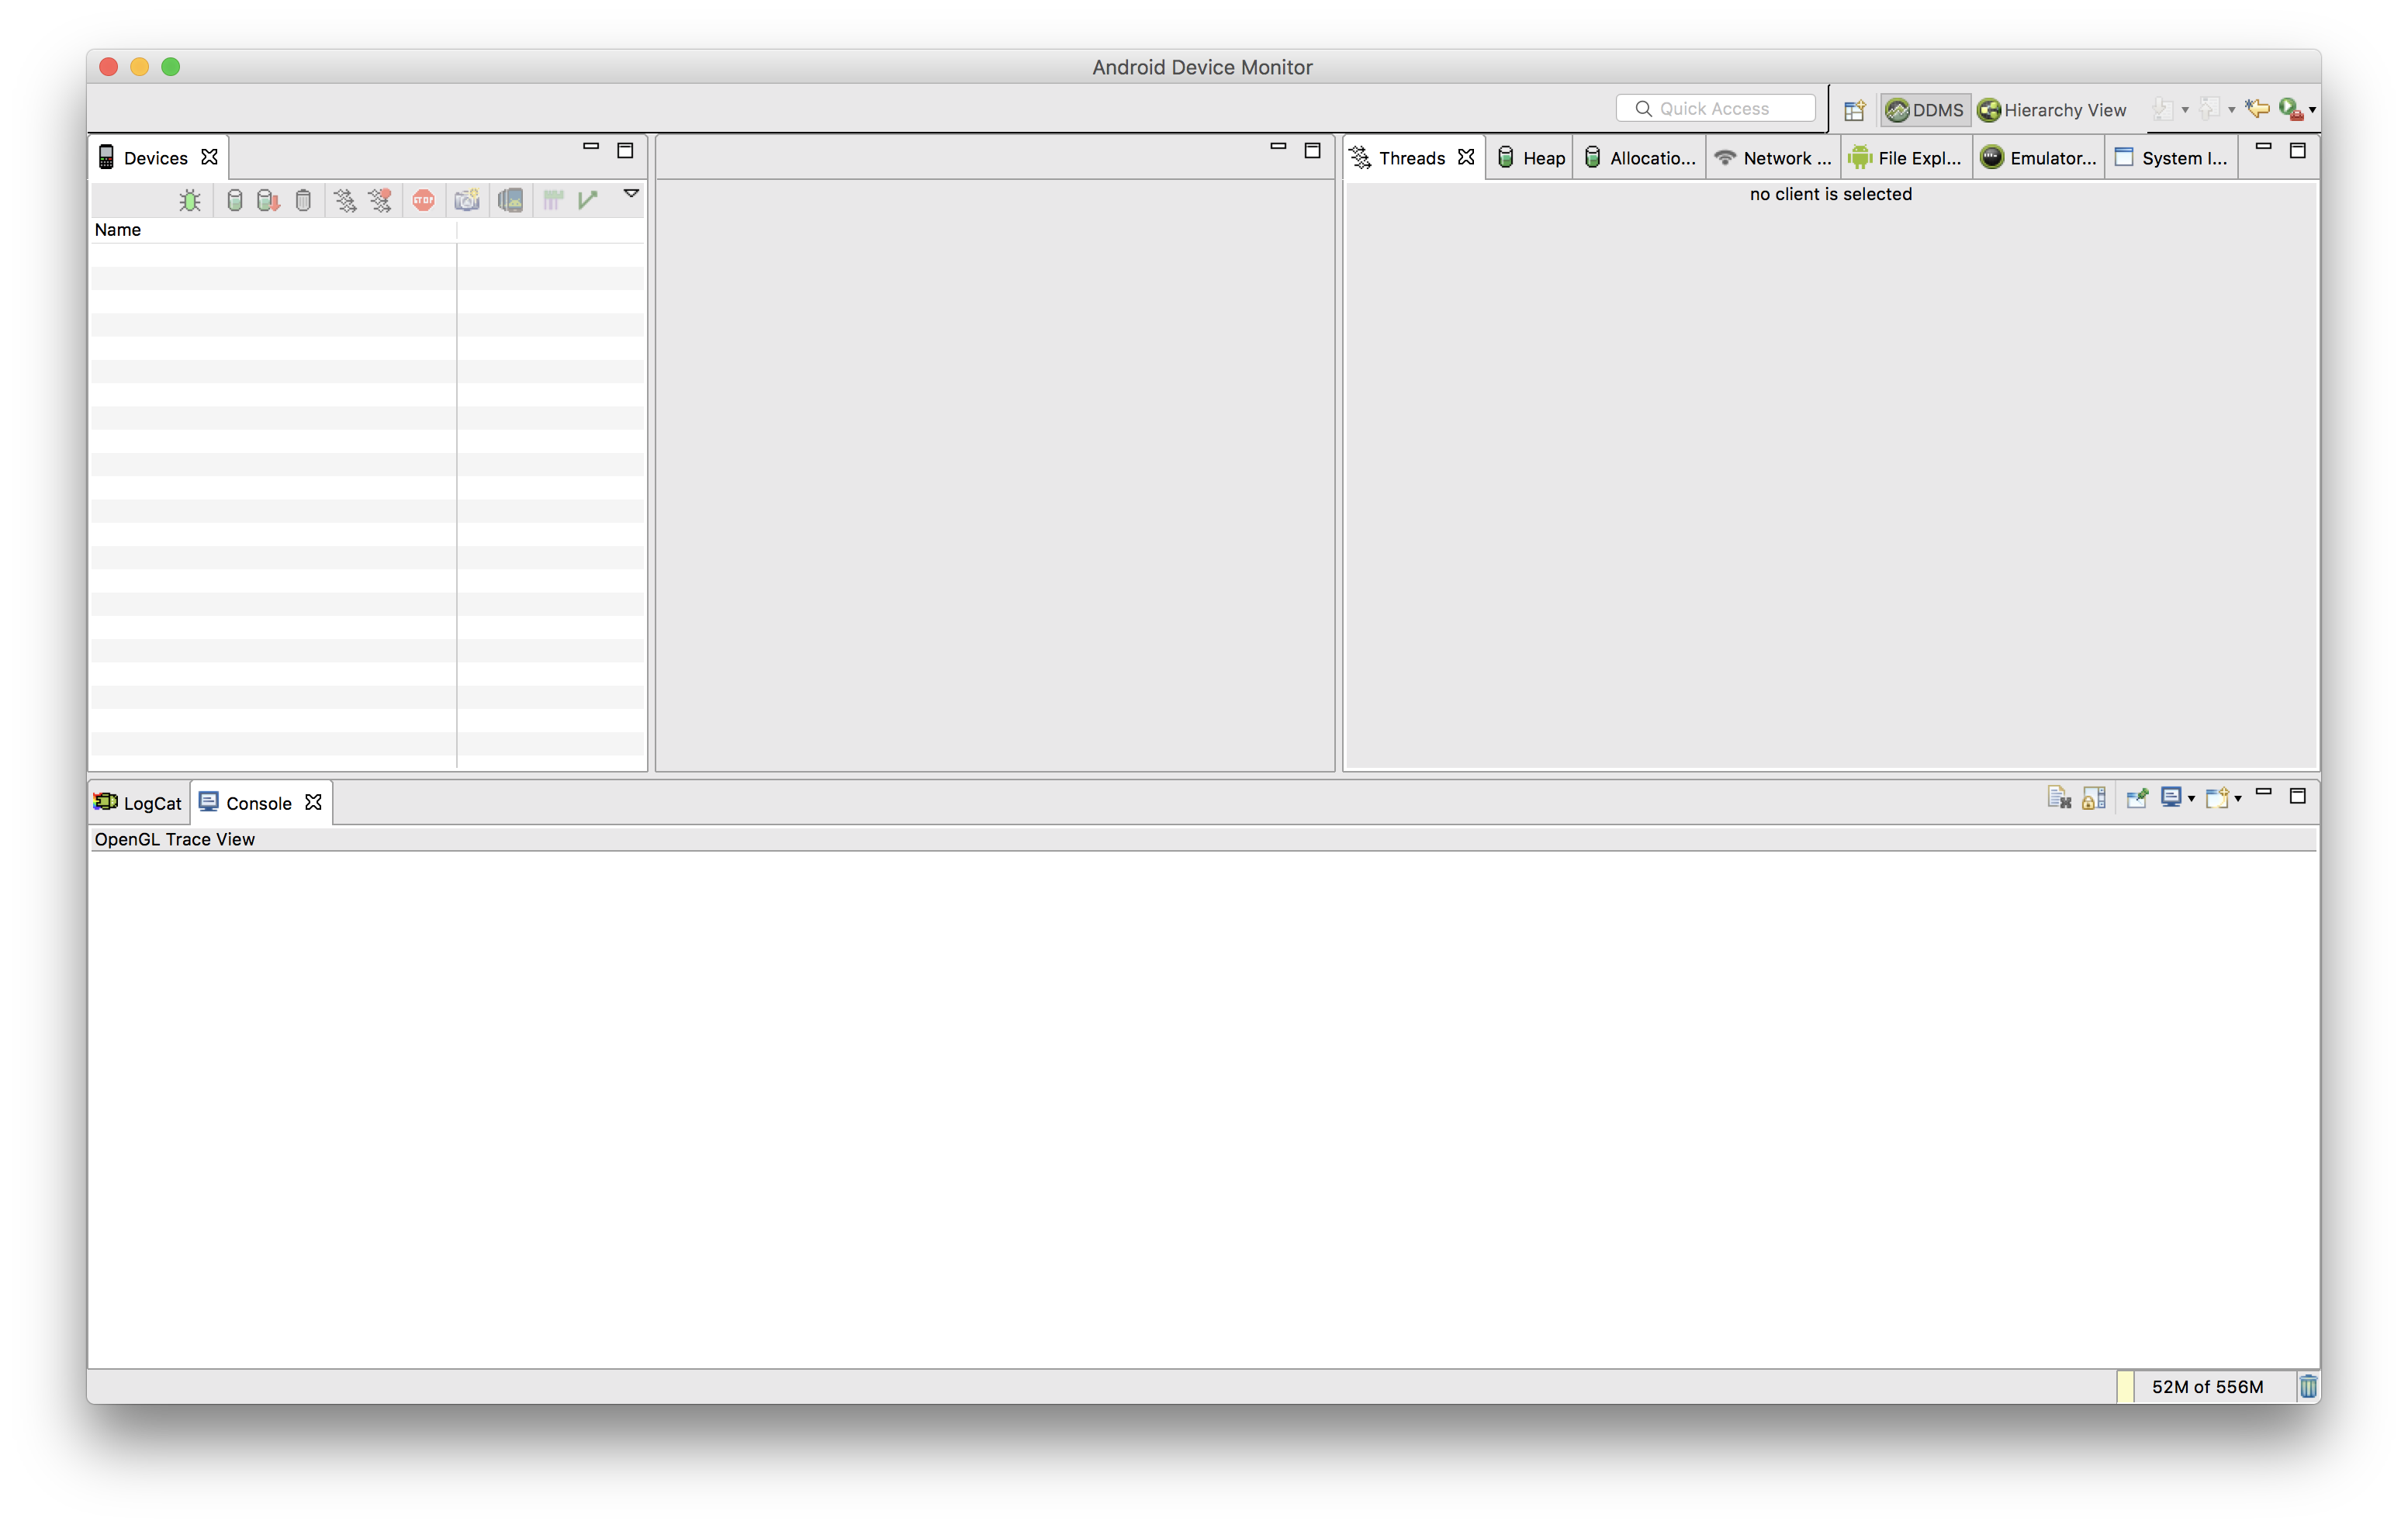 Android Device Monitor
Quick Access
DDMS
Hierarchy View
Devices
Threads
Heap
Allocatio...
Network ...
File Expl...
Emulator...
System I...
STOP
no client is selected
Name
LogCat
Console
OpenGL Trace View
52M of 556M